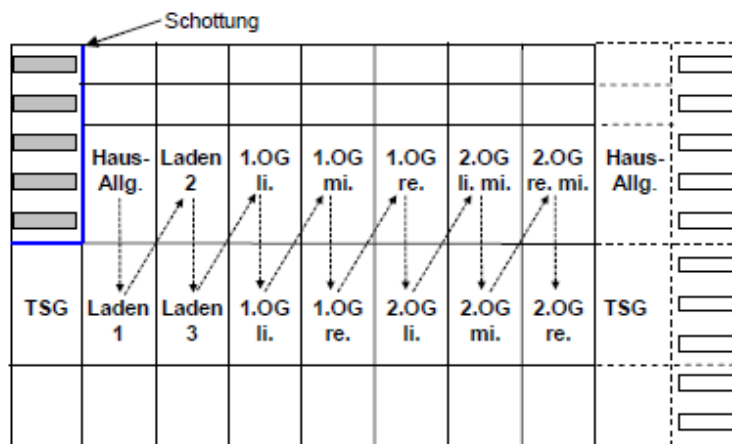 Schottung
Haus- Laden 1.OG 1.OG 1.OG 2.OG 2.OG Haus-
Allg. 2 li. mi. re. li. mi. re. mi. Allg.
TSG Laden Laden 1.OG 1.OG 2.OG 2.OG 2.OG TSG
1 3 li. re. li. mi. re.